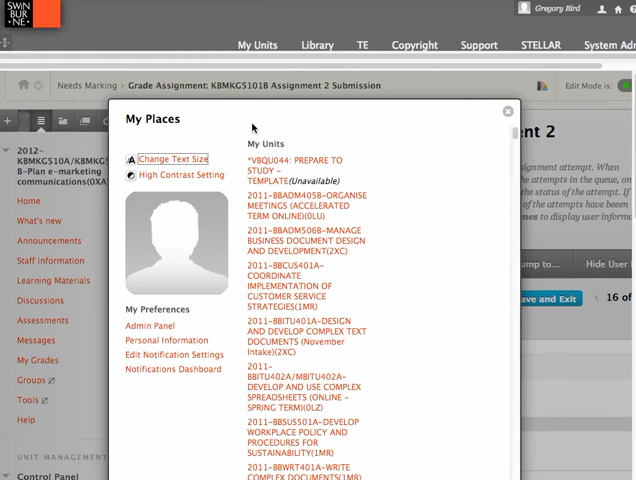 SWIN
BUR
NE
Gregory Bird
My Units
Library
TE
Copyright
Support
STELLAR
System Ad
Needs Marking
Grade Assignment: KBMKG5101B Assignment 2 Submission
Edit Mode is:
2012-
KBMKG510A/KBMKG5
B-Plan e-marketing
communications(0XA)
Home
What's new
Announcements
Staff information
Learning Materials
Discussions
Assessments
Messages
My Grades
Groups
Tools
Help
UNIT MANAGEMENT
Control Panel
My Places
A Change Text Size
High Contrast Setting
My Preferences
Admin Panel
Personal Information
Edit Notification Settings
Notifications Dashboard
My Units
*VBQU044: PREPARE TO
STUDY -
TEMPLATE(Unavailable)
2011-BBADM405B-ORGANISE
MEETINGS (ACCELERATED
TERM ONLINE)(0LU)
2011-BBADM506B-MANAGE
BUSINESS DOCUMENT DESIGN
AND DEVELOPMENT(2XC)
2011-BBCUS401A-
COORDINATE
IMPLEMENTATION OF
CUSTOMER SERVICE
STRATEGIES(1MR)
2011-BBITU401A-DESIGN
AND DEVELOP COMPLEX TEXT
DOCUMENTS (November
Intake)(2XC)
2011-
BBITU402A/MBITU402A-
DEVELOP AND USE COMPLEX
SPREADSHEETS (ONLINE -
SPRING TERM)(0LZ)
2011-BBSUS501A-DEVELOP
WORKPLACE POLICY AND
PROCEDURES FOR
SUSTAINABILITY(1MR)
2011-BBWRT401A-WRITE
COMPLEX DOCUMENTS(1MR)
nt 2
signment attempt. When
the attempts in the queue, on
the status of the attempt. If
of the attempts have been
to display user informa
ump to...
Hide User
ave and Exit
16 of